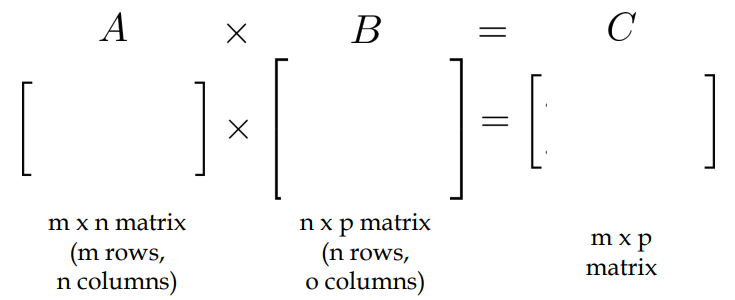 A × B = C
[ ] × [ ] = [ ]
m x n matrix
(m rows,
n columns)
n x p matrix
(n rows,
o columns)
m x p
matrix